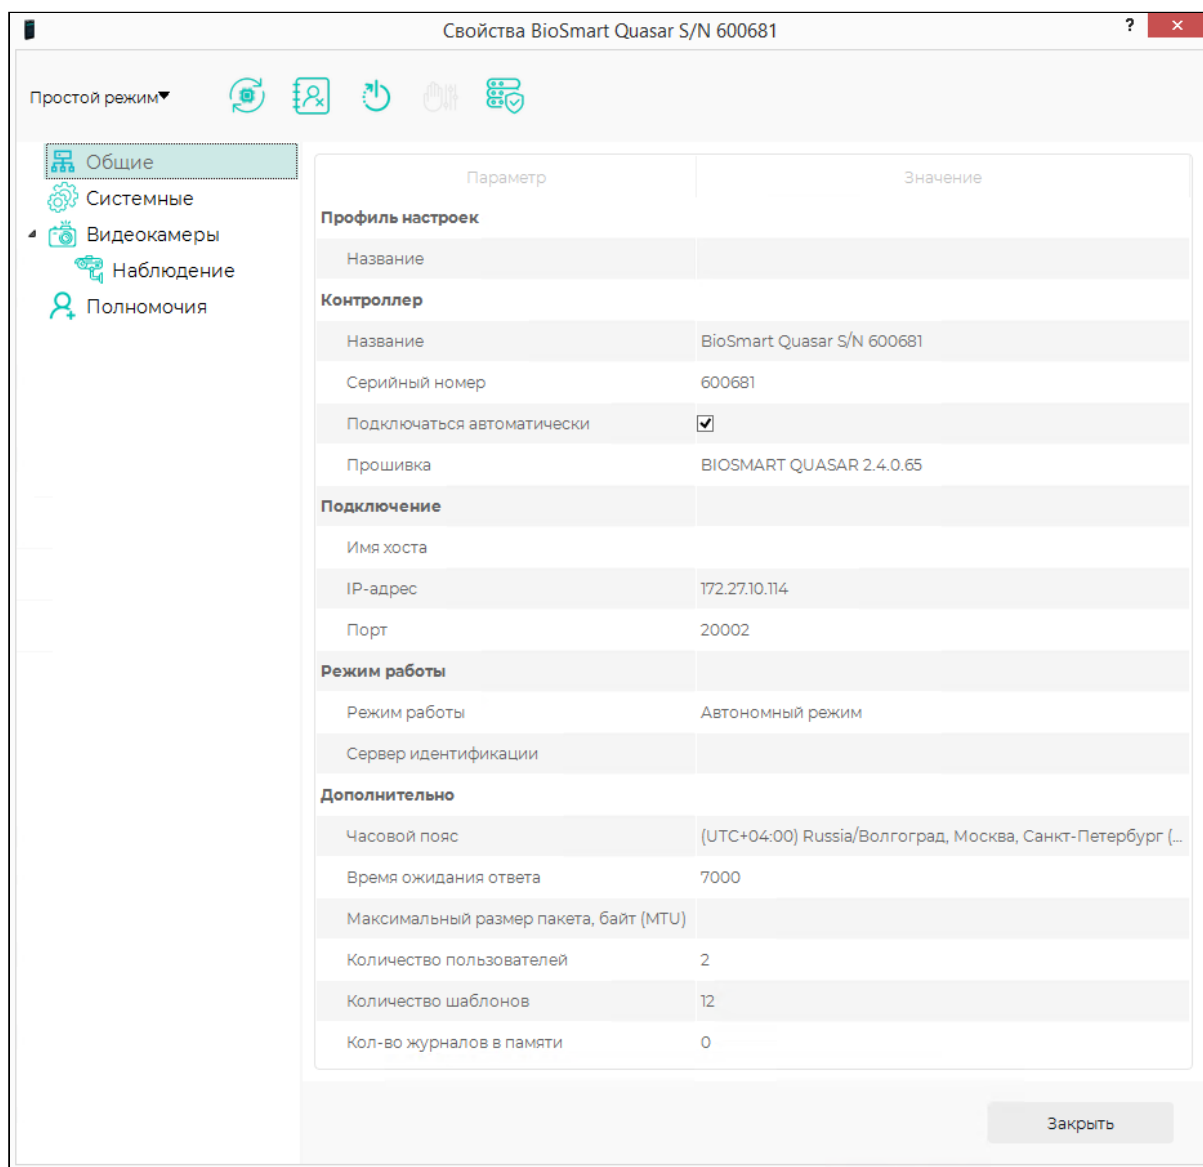 Свойства BioSmart Quasar S/N 600681
? ×
Простой режим▼
Общие
Системные
Видеокамеры
Наблюдение
Полномочия
Параметр Значение
Профиль настроек
Название
Контроллер
Название BioSmart Quasar S/N 600681
Серийный номер 600681
Подключаться автоматически
Прошивка BIOSMART QUASAR 2.4.0.65
Подключение
Имя хоста
IP-адрес 172.27.10.114
Порт 20002
Режим работы
Режим работы Автономный режим
Сервер идентификации
Дополнительно
Часовой пояс (UTC+04:00) Russia/Волгоград, Москва, Санкт-Петербург (...
Время ожидания ответа 7000
Максимальный размер пакета, байт (MTU)
Количество пользователей 2
Количество шаблонов 12
Кол-во журналов в памяти 0
Закрыть